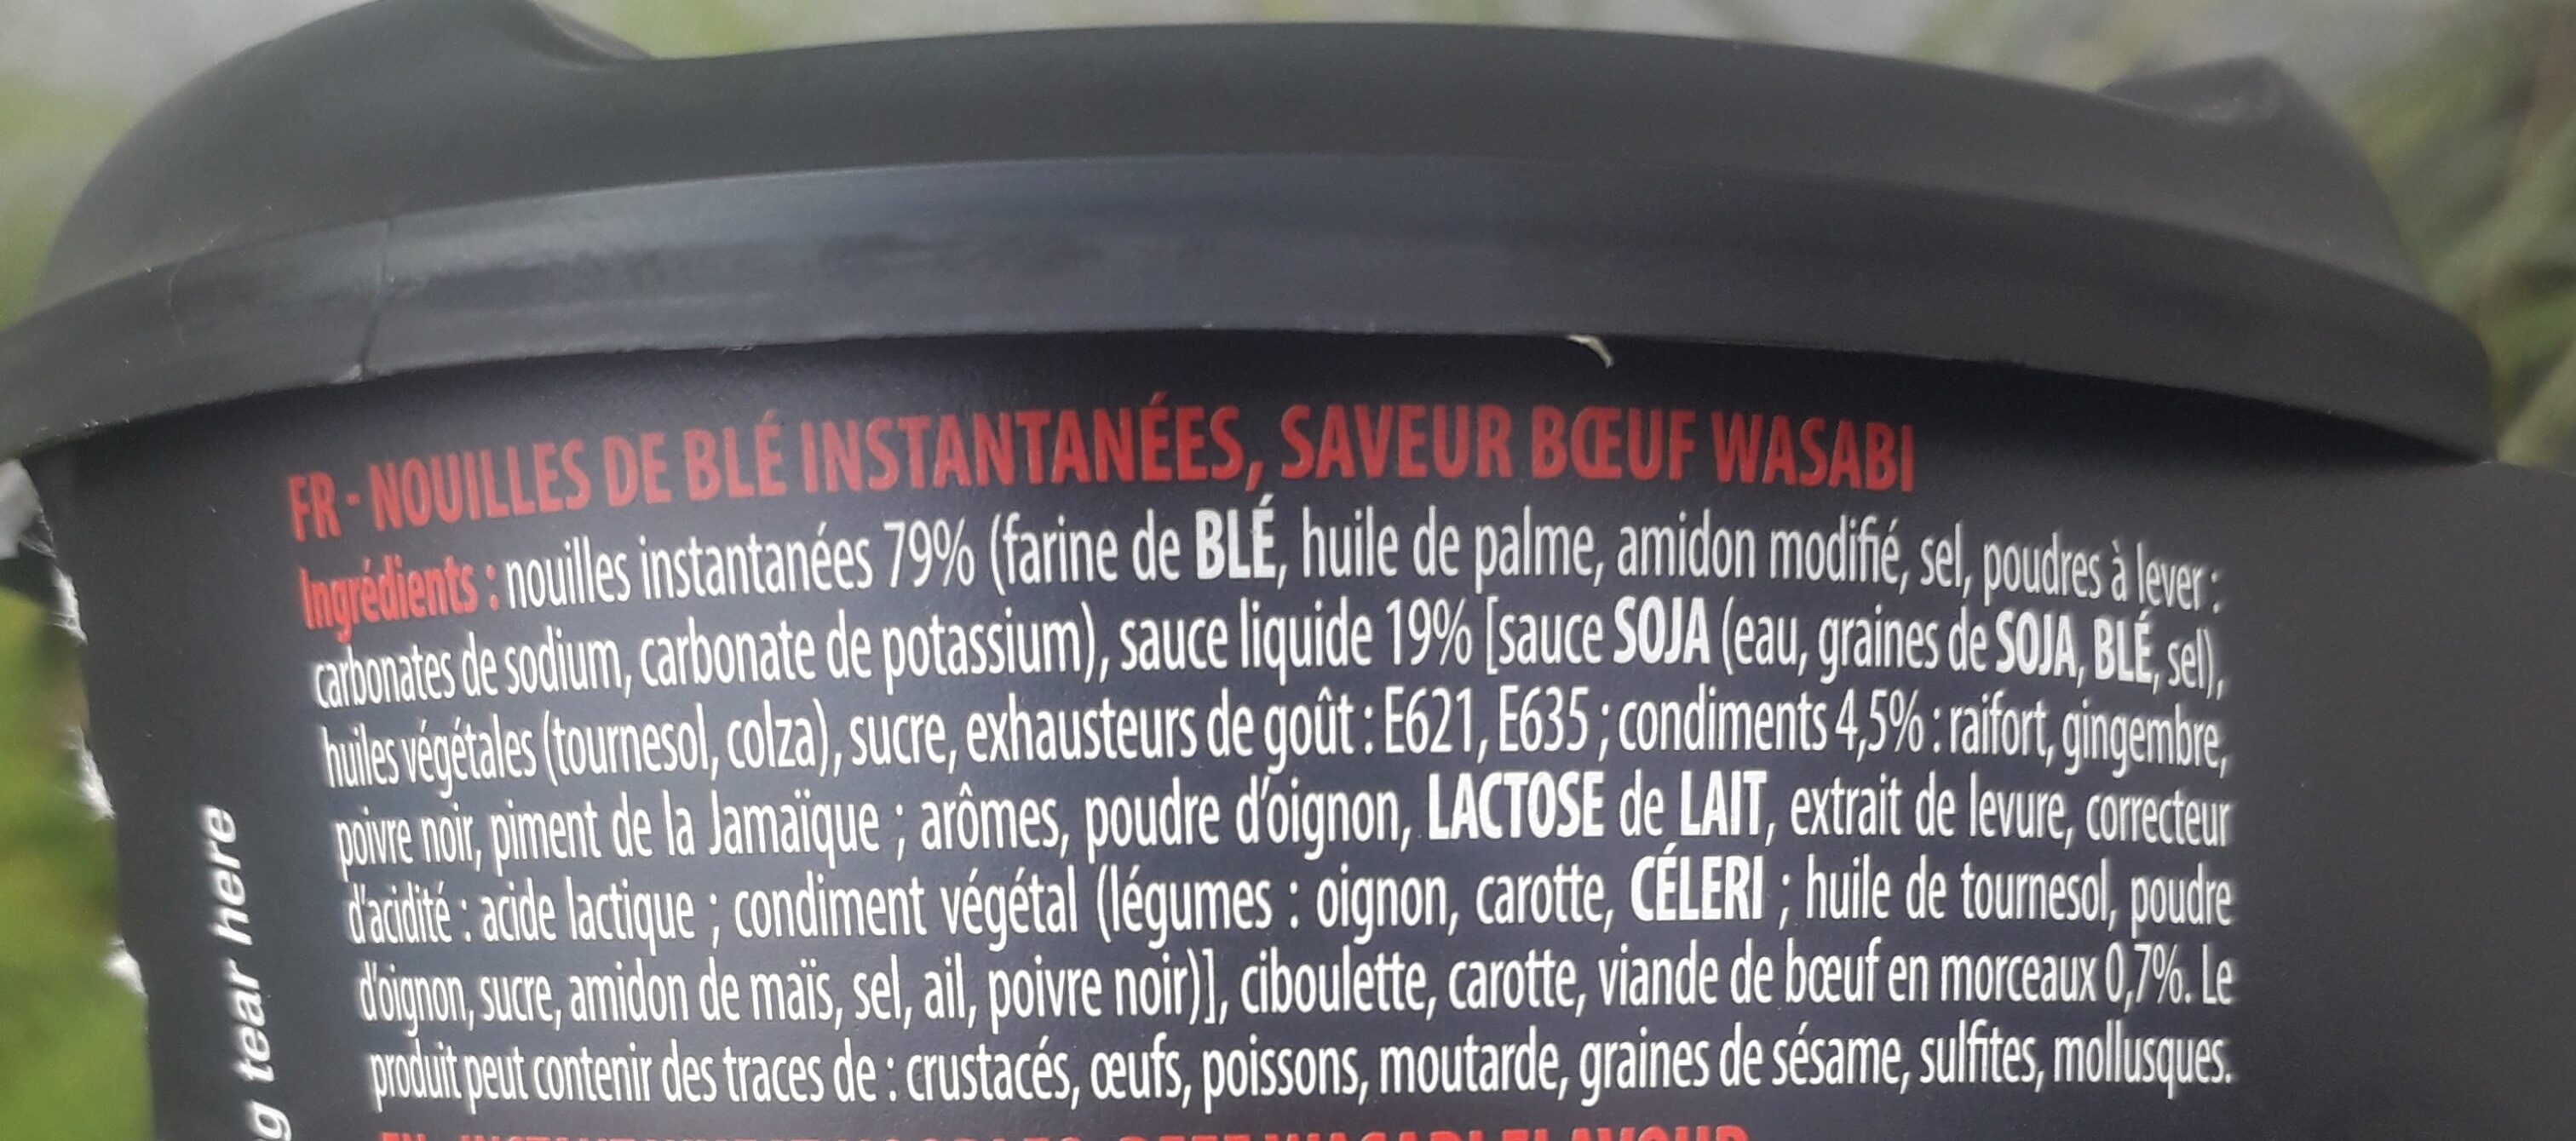 FR - NOUILLES DE BLÉ INSTANTANÉES, SAVEUR BŒUF WASABI
Ingrédients : nouilles instantanées 79% (farine de BLÉ, huile de palme, amidon modifié, sel, poudres à lever :
carbonates de sodium, carbonate de potassium), sauce liquide 19% [sauce SOJA (eau, graines de SOJA, BLÉ, sel),
huiles végétales (tournesol, colza), sucre, exhausteurs de goût : E621, E635 ; condiments 4,5% : raifort, gingembre,
poivre noir, piment de la Jamaïque ; arômes, poudre d'oignon, LACTOSE de LAIT, extrait de levure, correcteur
d'acidité : acide lactique ; condiment végétal (légumes : oignon, carotte, CÉLERI ; huile de tournesol, poudre
d'oignon, sucre, amidon de maïs, sel, ail, poivre noir)], ciboulette, carotte, viande de bœuf en morceaux 0,7%. Le
produit peut contenir des traces de : crustacés, œufs, poissons, moutarde, graines de sésame, sulfites, mollusques.
tear here